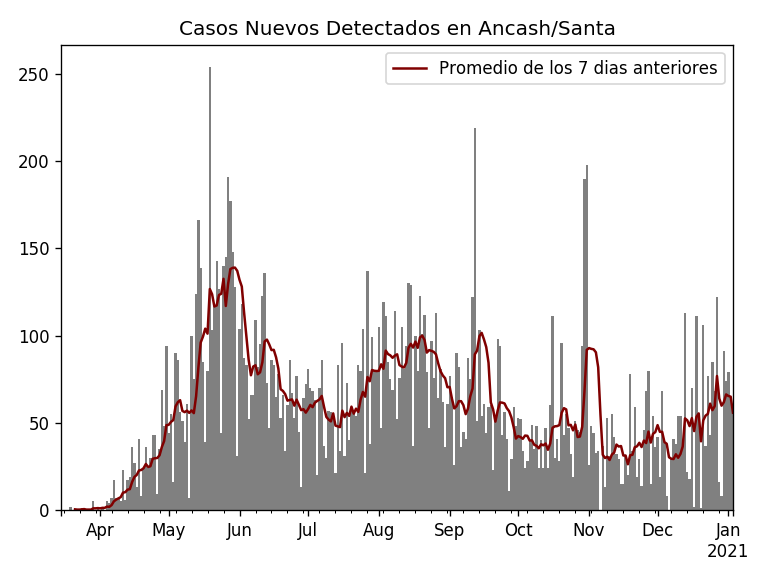 Casos Nuevos Detectados en Ancash/Santa
Promedio de los 7 dias anteriores
250
200
150
100
50
0
Apr May Jun Jul Aug Sep Oct Nov Dec Jan
2021